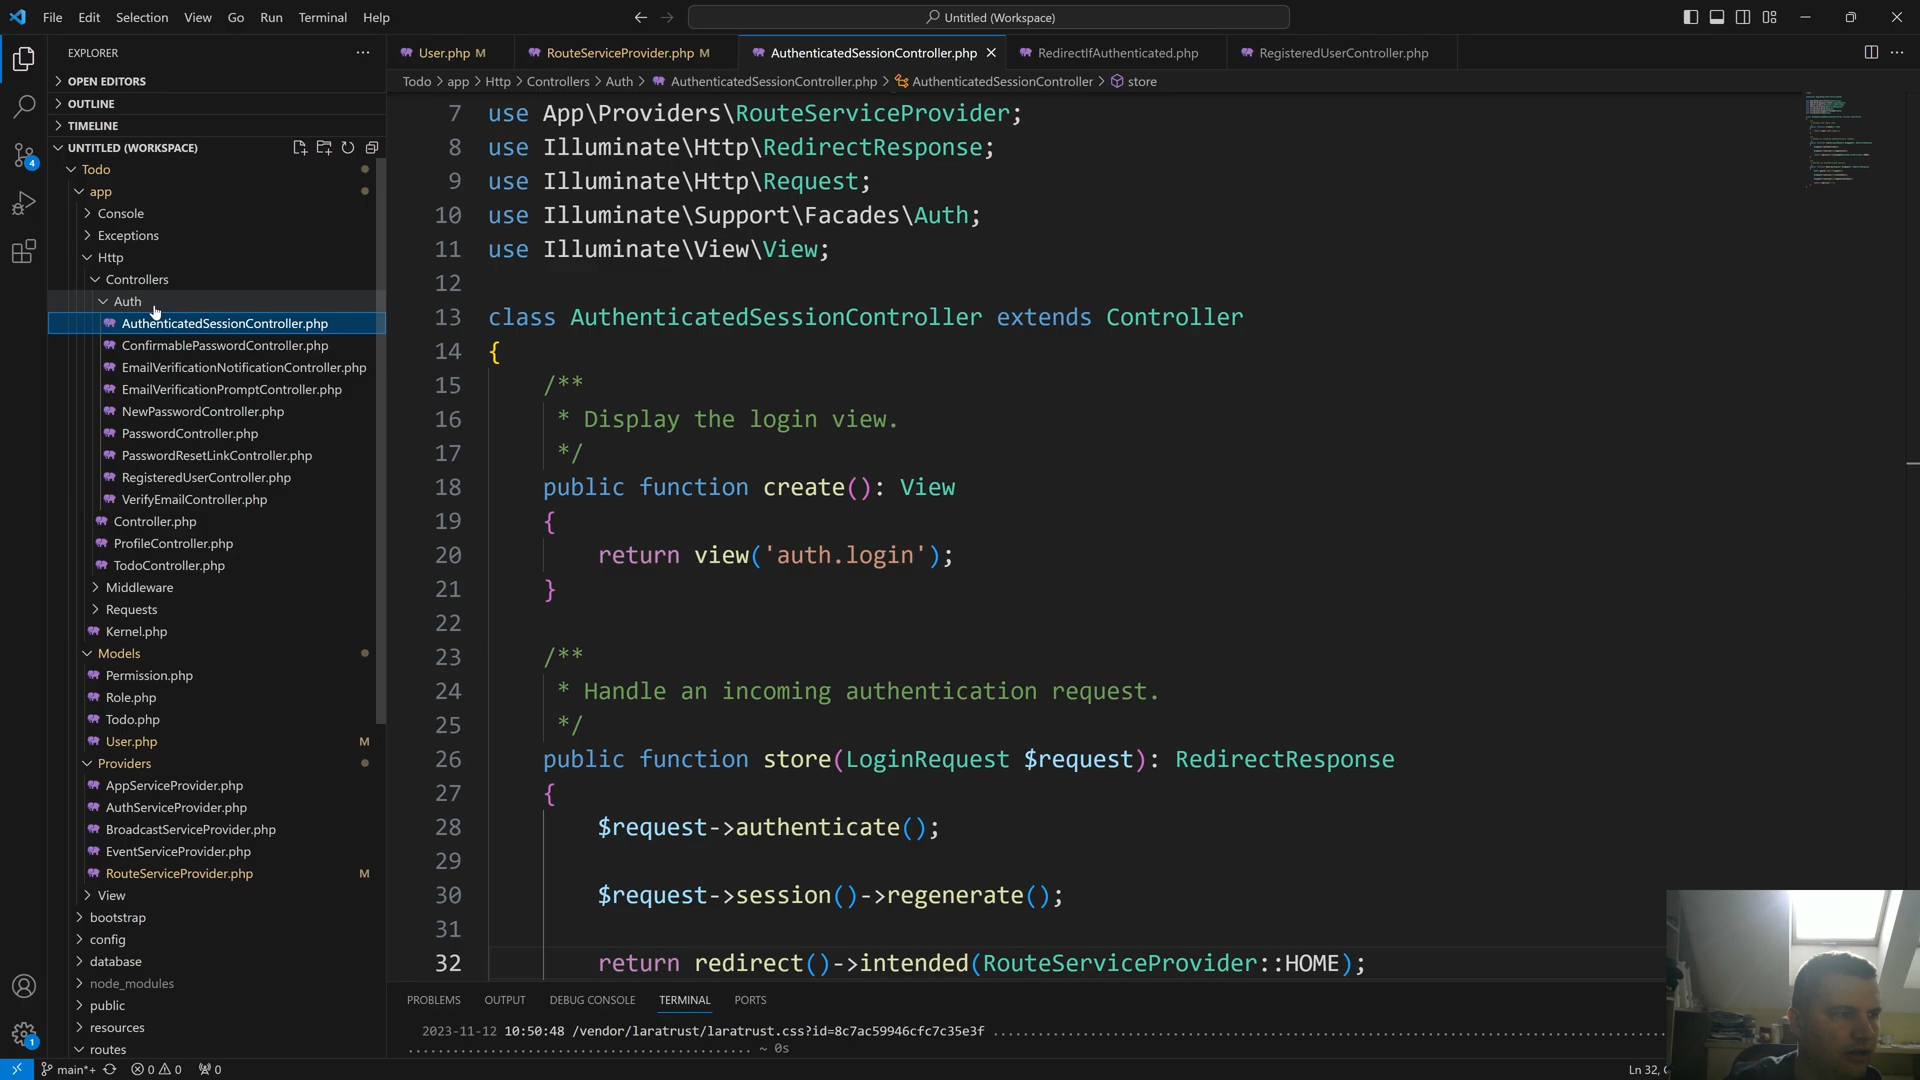 File Edit Selection View Go Run Terminal Help
Untitled (Workspace)
EXPLORER
OPEN EDITORS
OUTLINE
TIMELINE
UNTITLED (WORKSPACE)
Todo
app
Console
Exceptions
Http
Controllers
Auth
AuthenticatedSessionController.php
ConfirmablePasswordController.php
EmailVerificationNotificationController.php
EmailVerificationPromptController.php
NewPasswordController.php
PasswordController.php
PasswordResetLinkController.php
RegisteredUserController.php
VerifyEmailController.php
Controller.php
ProfileController.php
TodoController.php
Middleware
Requests
Kernel.php
Models
Permission.php
Role.php
Todo.php
User.php M
Providers
AppServiceProvider.php
AuthServiceProvider.php
BroadcastServiceProvider.php
EventServiceProvider.php
RouteServiceProvider.php M
View
bootstrap
config
database
node_modules
public
resources
routes
4
1
User.php M RouteServiceProvider.php M AuthenticatedSessionController.php RedirectIfAuthenticated.php RegisteredUserController.php
Todo > app > Http > Controllers > Auth > AuthenticatedSessionController.php > AuthenticatedSessionController > store
7 use App\Providers\RouteServiceProvider;
8 use Illuminate\Http\RedirectResponse;
9 use Illuminate\Http\Request;
10 use Illuminate\Support\Facades\Auth;
11 use Illuminate\View\View;
12
13 class AuthenticatedSessionController extends Controller
14 {
15 /**
16 * Display the login view.
17 */
18 public function create(): View
19 {
20 return view('auth.login');
21 }
22
23 /**
24 * Handle an incoming authentication request.
25 */
26 public function store(LoginRequest $request): RedirectResponse
27 {
28 $request->authenticate();
29
30 $request->session()->regenerate();
31
32 return redirect()->intended(RouteServiceProvider::HOME);
PROBLEMS OUTPUT DEBUG CONSOLE TERMINAL PORTS
2023-11-12 10:50:48 /vendor/laratrust/laratrust.css?id=8c7ac59946cfc7c35e3f
~ 0s
main*+ 0 0 0 Ln 32,